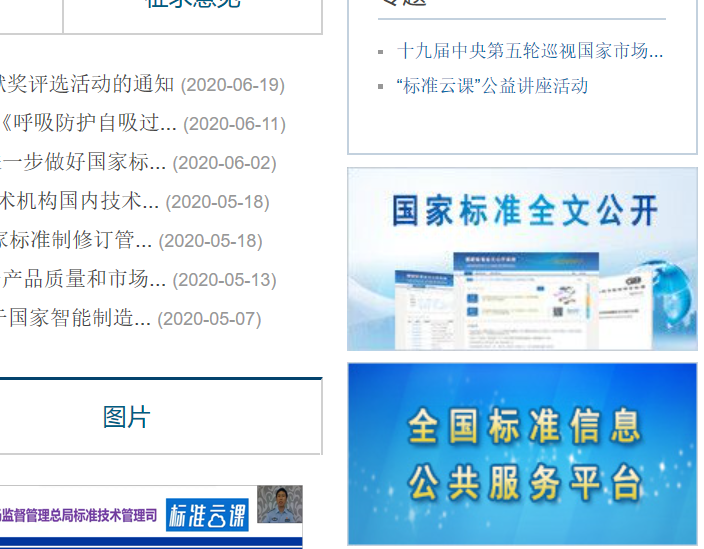 征求意见
奖评选活动的通知 (2020-06-19)
《呼吸防护自吸过... (2020-06-11)
一步做好国家标... (2020-06-02)
术机构国内技术... (2020-05-18)
家标准制修订管... (2020-05-18)
产品质量和市场... (2020-05-13)
于国家智能制造... (2020-05-07)
图片
监督管理总局标准技术管理司
标准云课
专题
十九届中央第五轮巡视国家市场...
“标准云课”公益讲座活动
国家标准全文公开
全国标准信息
公共服务平台